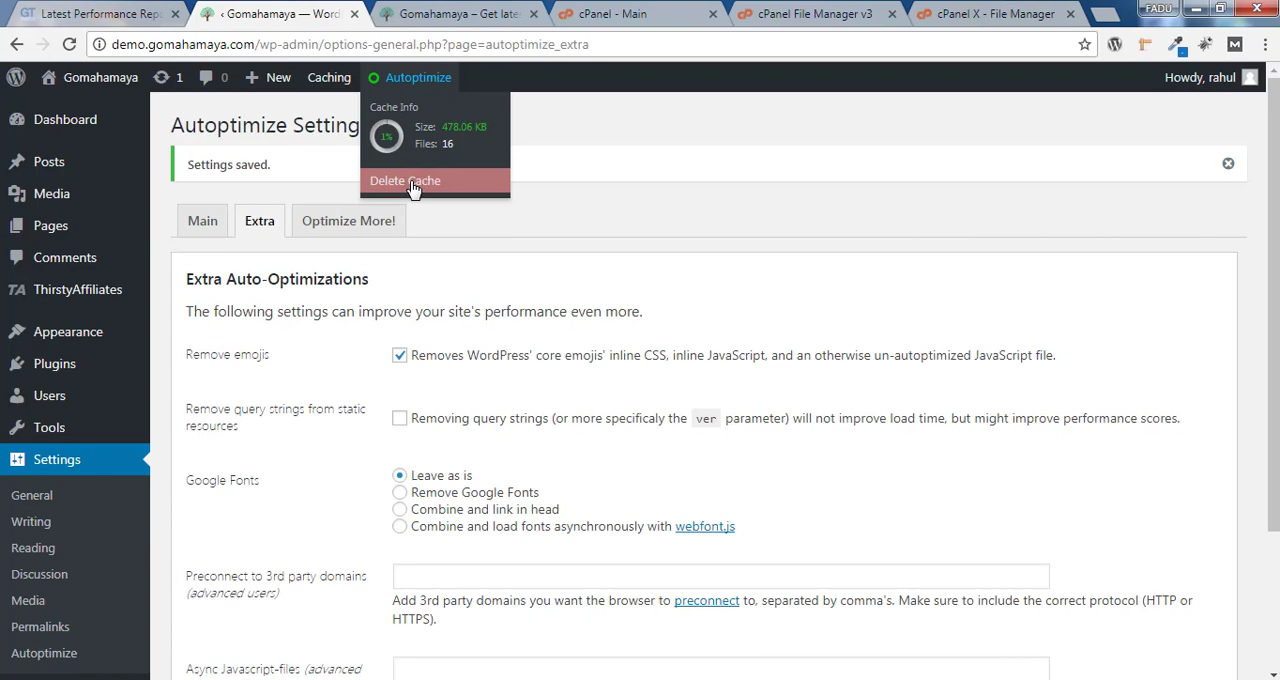 GT Latest Performance Rep
‹ Gomahamaya — Word
Gomahamaya – Get late
cP cPanel - Main
cP cPanel File Manager v3
cP cPanel X - File Manager
FADU
demo.gomahamaya.com/wp-admin/options-general.php?page=autoptimize_extra
Gomahamaya 1 0 New Caching Autoptimize Howdy, rahul
Cache Info
1%
Size: 478.06 KB
Files: 16
Delete Cache
Dashboard
Posts
Media
Pages
Comments
TA ThirstyAffiliates
Appearance
Plugins
Users
Tools
Settings
General
Writing
Reading
Discussion
Media
Permalinks
Autoptimize
Autoptimize Setting
Settings saved.
Main Extra Optimize More!
Extra Auto-Optimizations
The following settings can improve your site's performance even more.
Remove emojis
Removes WordPress' core emojis' inline CSS, inline JavaScript, and an otherwise un-autoptimized JavaScript file.
Remove query strings from static
resources
Removing query strings (or more specificaly the ver parameter) will not improve load time, but might improve performance scores.
Google Fonts
Leave as is
Remove Google Fonts
Combine and link in head
Combine and load fonts asynchronously with webfont.js
Preconnect to 3rd party domains
(advanced users)
Add 3rd party domains you want the browser to preconnect to, separated by comma's. Make sure to include the correct protocol (HTTP or
HTTPS).
Async Javascript-files (advanced